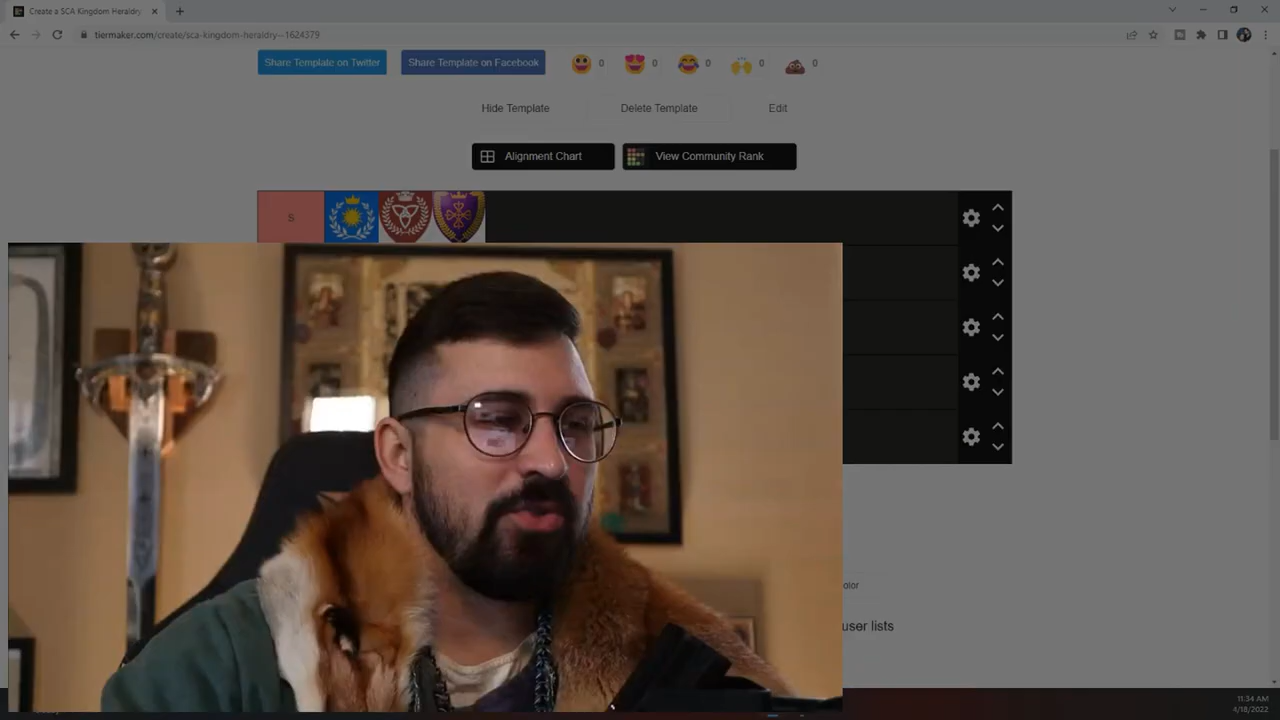 Create a SCA Kingdom Heraldry
tiermaker.com/create/sca-kingdom-heraldry--1624379
Share Template on Twitter
Share Template on Facebook
0
0
0
0
0
Hide Template
Delete Template
Edit
Alignment Chart
View Community Rank
S
olor
user lists
11:34 AM
4/18/2022